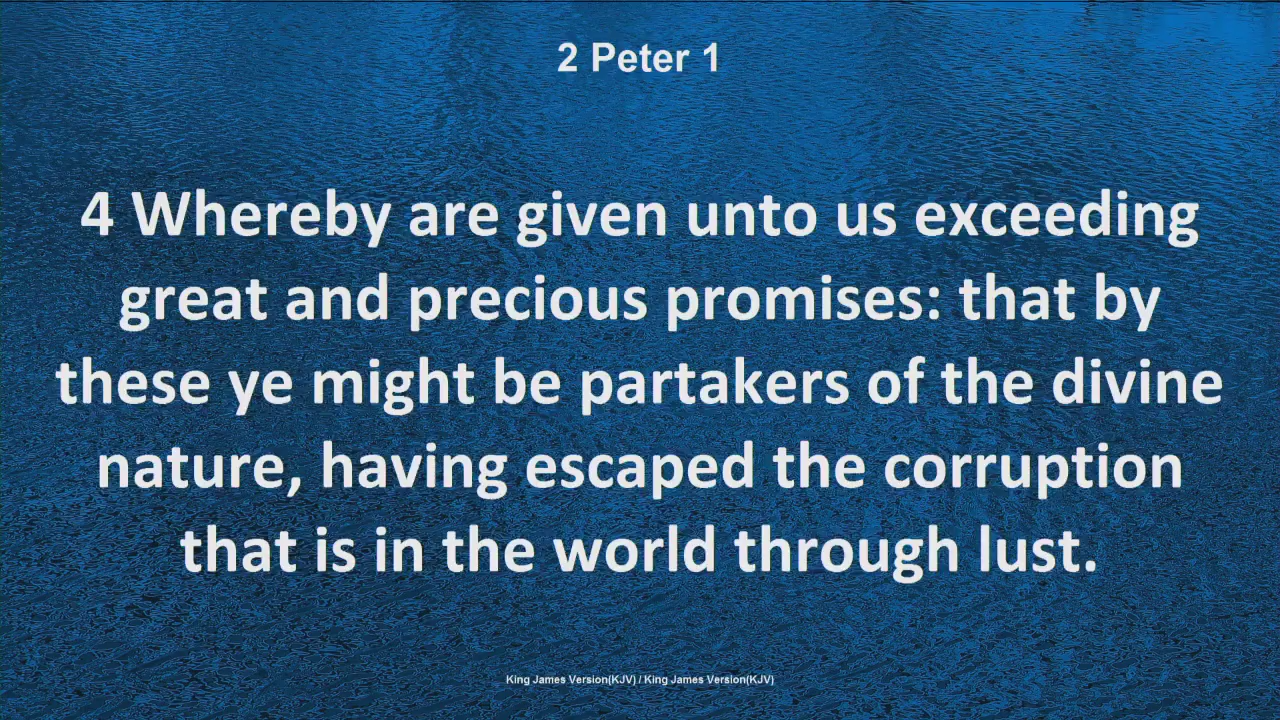 2 Peter 1
4 Whereby are given unto us exceeding
great and precious promises: that by
these ye might be partakers of the divine
nature, having escaped the corruption
that is in the world through lust.
King James Version(KJV) / King James Version(KJV)